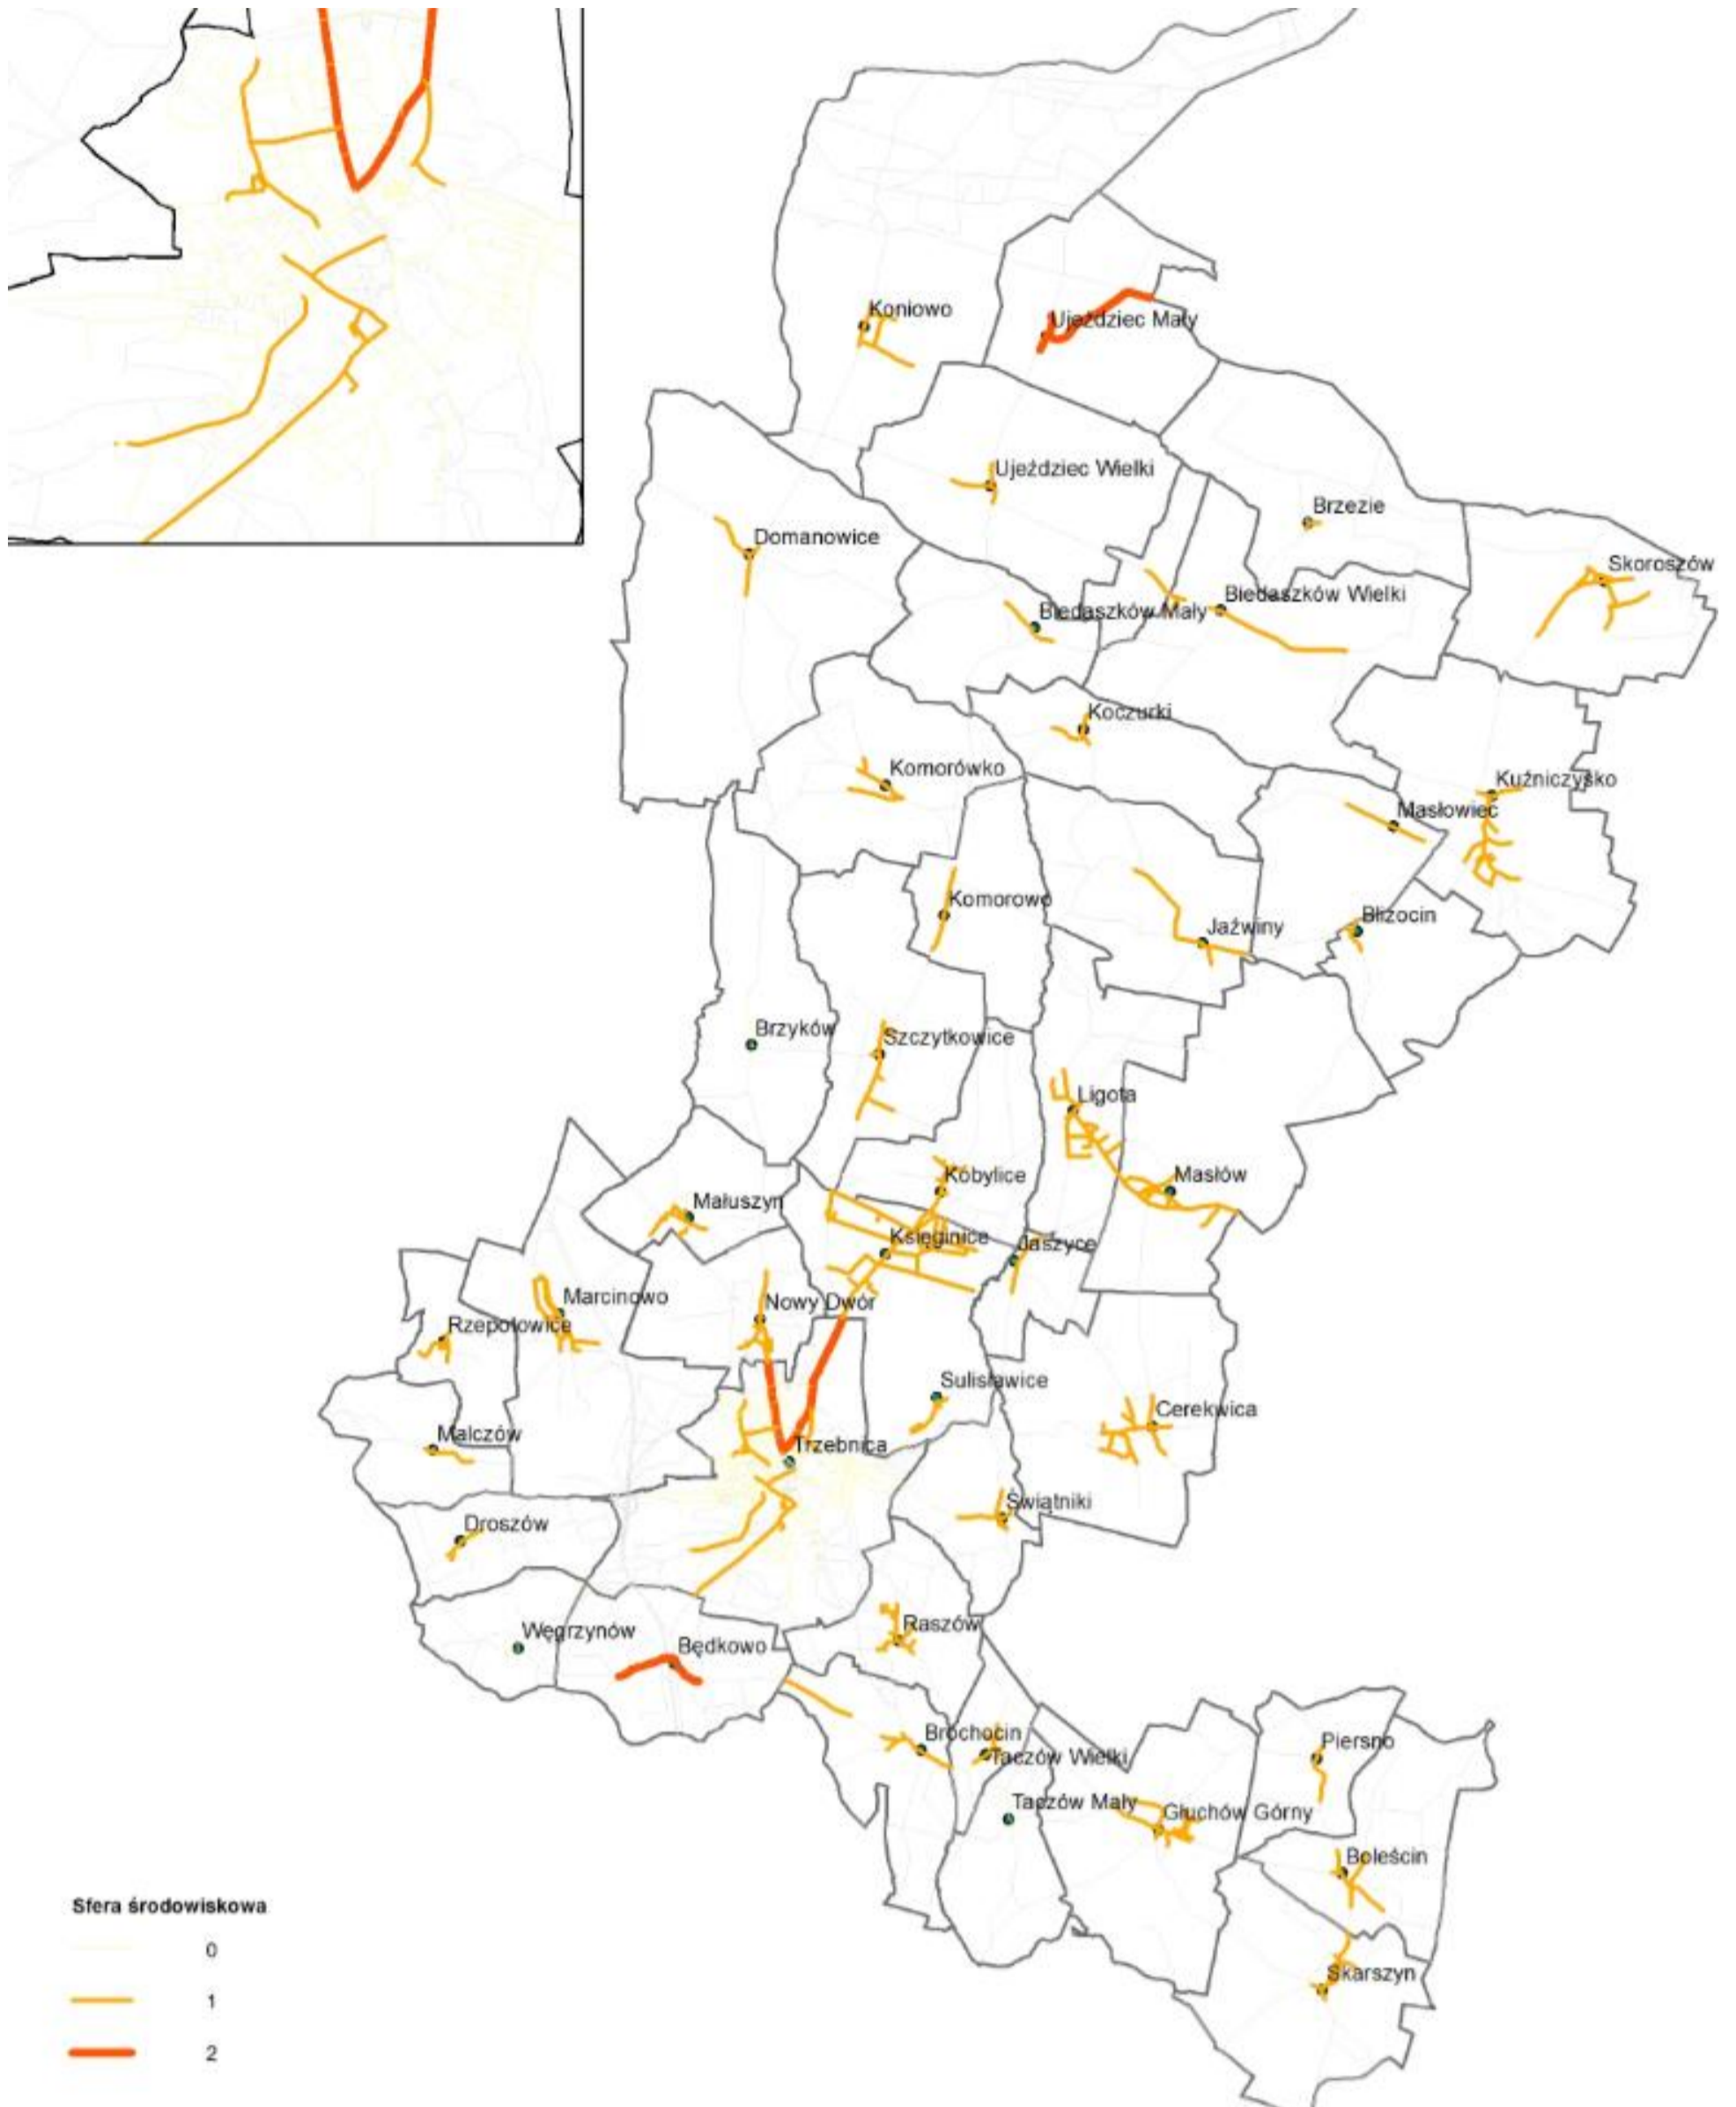 Koniowo
Ujeździec Mały
Ujeździec Wielki
Brzezie
Domanowice
Skoroszów
Biedaszków Wielki
Biedaszków Mały
Koczurki
Komorówko
Kuźniczysko
Masłowiec
Komorowo
Blizocin
Jaźwiny
Brzyków
Szczytkowice
Ligota
Kobylice
Masłów
Małuszyn
Księginice
Jaszyce
Marcinowo
Nowy Dwór
Rzepotowice
Sulisławice
Cerekwica
Malczów
Trzebnica
Świątniki
Droszów
Raszów
Węgrzynów
Będkowo
Brochocin
Piersno
Taczów Wielki
Taczów Mały
Głuchów Górny
Boleścin
Skarszyn
Sfera środowiskowa
0
1
2